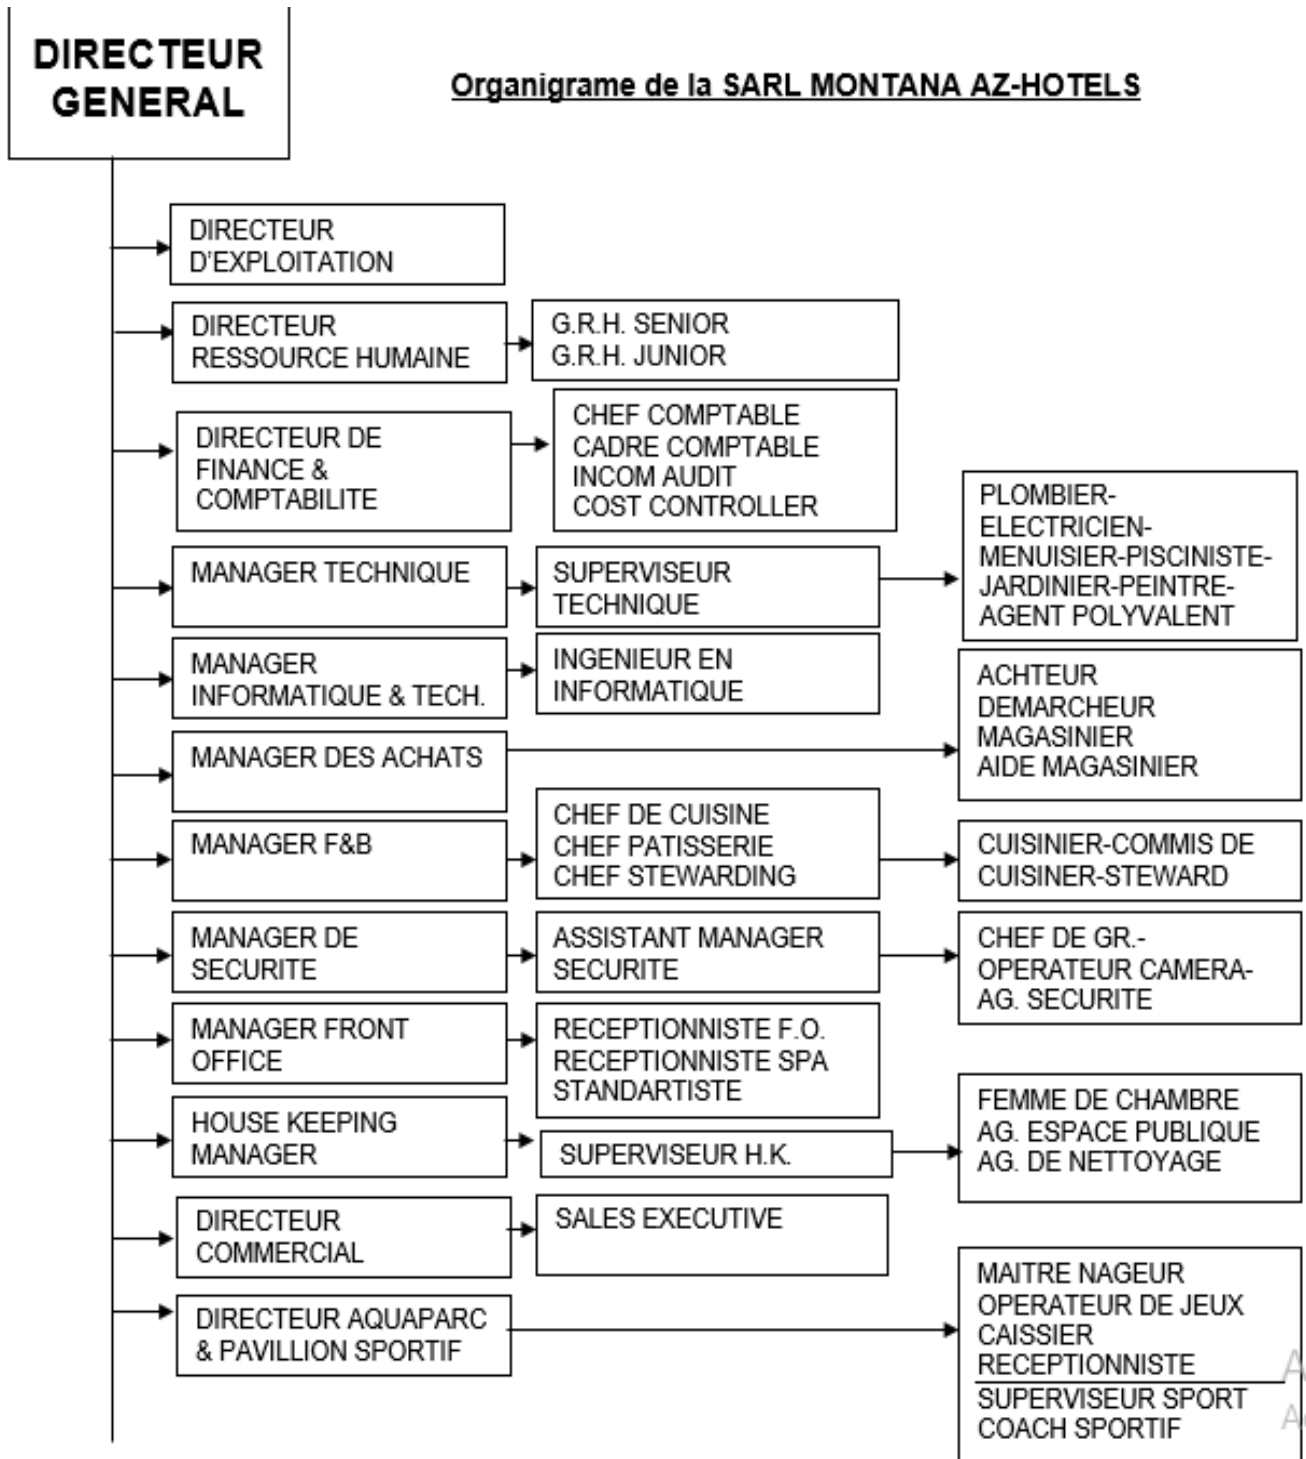 DIRECTEUR
GENERAL
Organigrame de la SARL MONTANA AZ-HOTELS
DIRECTEUR
D'EXPLOITATION
DIRECTEUR
RESSOURCE HUMAINE
G.R.H. SENIOR
G.R.H. JUNIOR
DIRECTEUR DE
FINANCE &
COMPTABILITE
CHEF COMPTABLE
CADRE COMPTABLE
INCOM AUDIT
COST CONTROLLER
MANAGER TECHNIQUE
SUPERVISEUR
TECHNIQUE
PLOMBIER-
ELECTRICIEN-
MENUISIER-PISCINISTE-
JARDINIER-PEINTRE-
AGENT POLYVALENT
MANAGER
INFORMATIQUE & TECH.
INGENIEUR EN
INFORMATIQUE
MANAGER DES ACHATS
ACHTEUR
DEMARCHEUR
MAGASINIER
AIDE MAGASINIER
MANAGER F&B
CHEF DE CUISINE
CHEF PATISSERIE
CHEF STEWARDING
CUISINIER-COMMIS DE
CUISINER-STEWARD
MANAGER DE
SECURITE
ASSISTANT MANAGER
SECURITE
CHEF DE GR.-
OPERATEUR CAMERA-
AG. SECURITE
MANAGER FRONT
OFFICE
RECEPTIONNISTE F.O.
RECEPTIONNISTE SPA
STANDARTISTE
HOUSE KEEPING
MANAGER
SUPERVISEUR H.K.
FEMME DE CHAMBRE
AG. ESPACE PUBLIQUE
AG. DE NETTOYAGE
DIRECTEUR
COMMERCIAL
SALES EXECUTIVE
DIRECTEUR AQUAPARC
& PAVILLION SPORTIF
MAITRE NAGEUR
OPERATEUR DE JEUX
CAISSIER
RECEPTIONNISTE
SUPERVISEUR SPORT
COACH SPORTIF